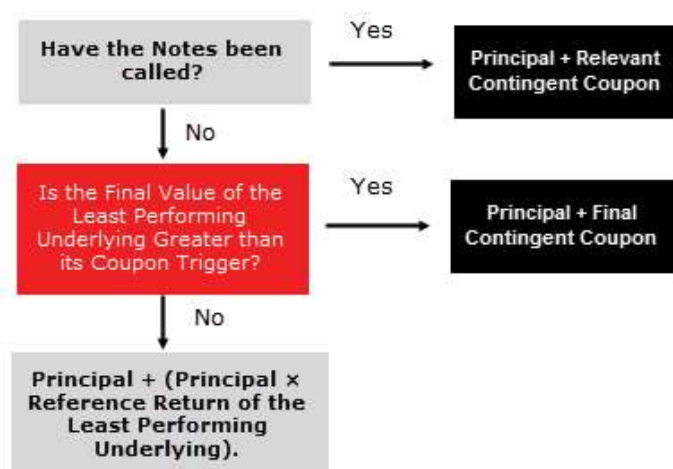 Have the Notes been
called?
Yes
Principal + Relevant
Contingent Coupon
No
Is the Final Value of the
Least Performing
Underlying Greater than
its Coupon Trigger?
Yes
Principal + Final
Contingent Coupon
No
Principal + (Principal ×
Reference Return of the
Least Performing
Underlying).